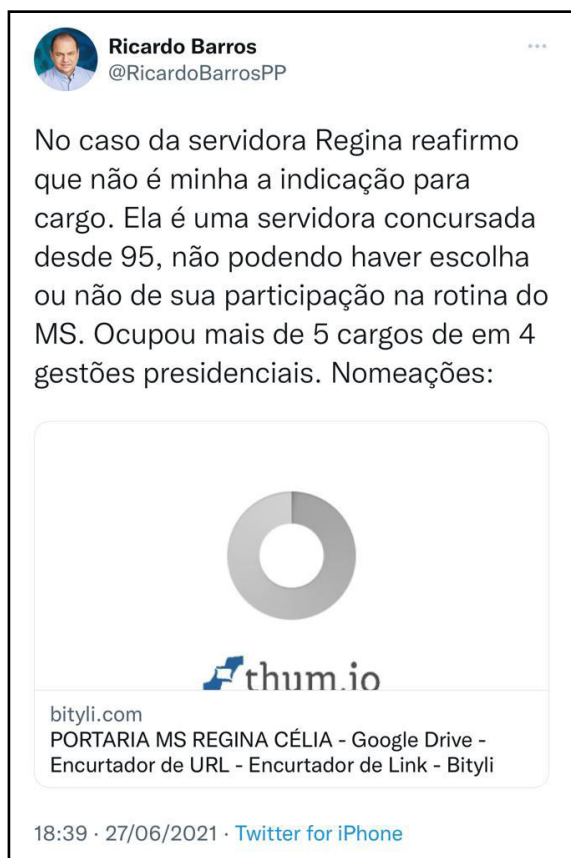 Ricardo Barros
@RicardoBarrosPP
No caso da servidora Regina reafirmo
que não é minha a indicação para
cargo. Ela é uma servidora concursada
desde 95, não podendo haver escolha
ou não de sua participação na rotina do
MS. Ocupou mais de 5 cargos de em 4
gestões presidenciais. Nomeações:
thum.io
bityli.com
PORTARIA MS REGINA CÉLIA - Google Drive -
Encurtador de URL - Encurtador de Link - Bityli
18:39 · 27/06/2021 · Twitter for iPhone